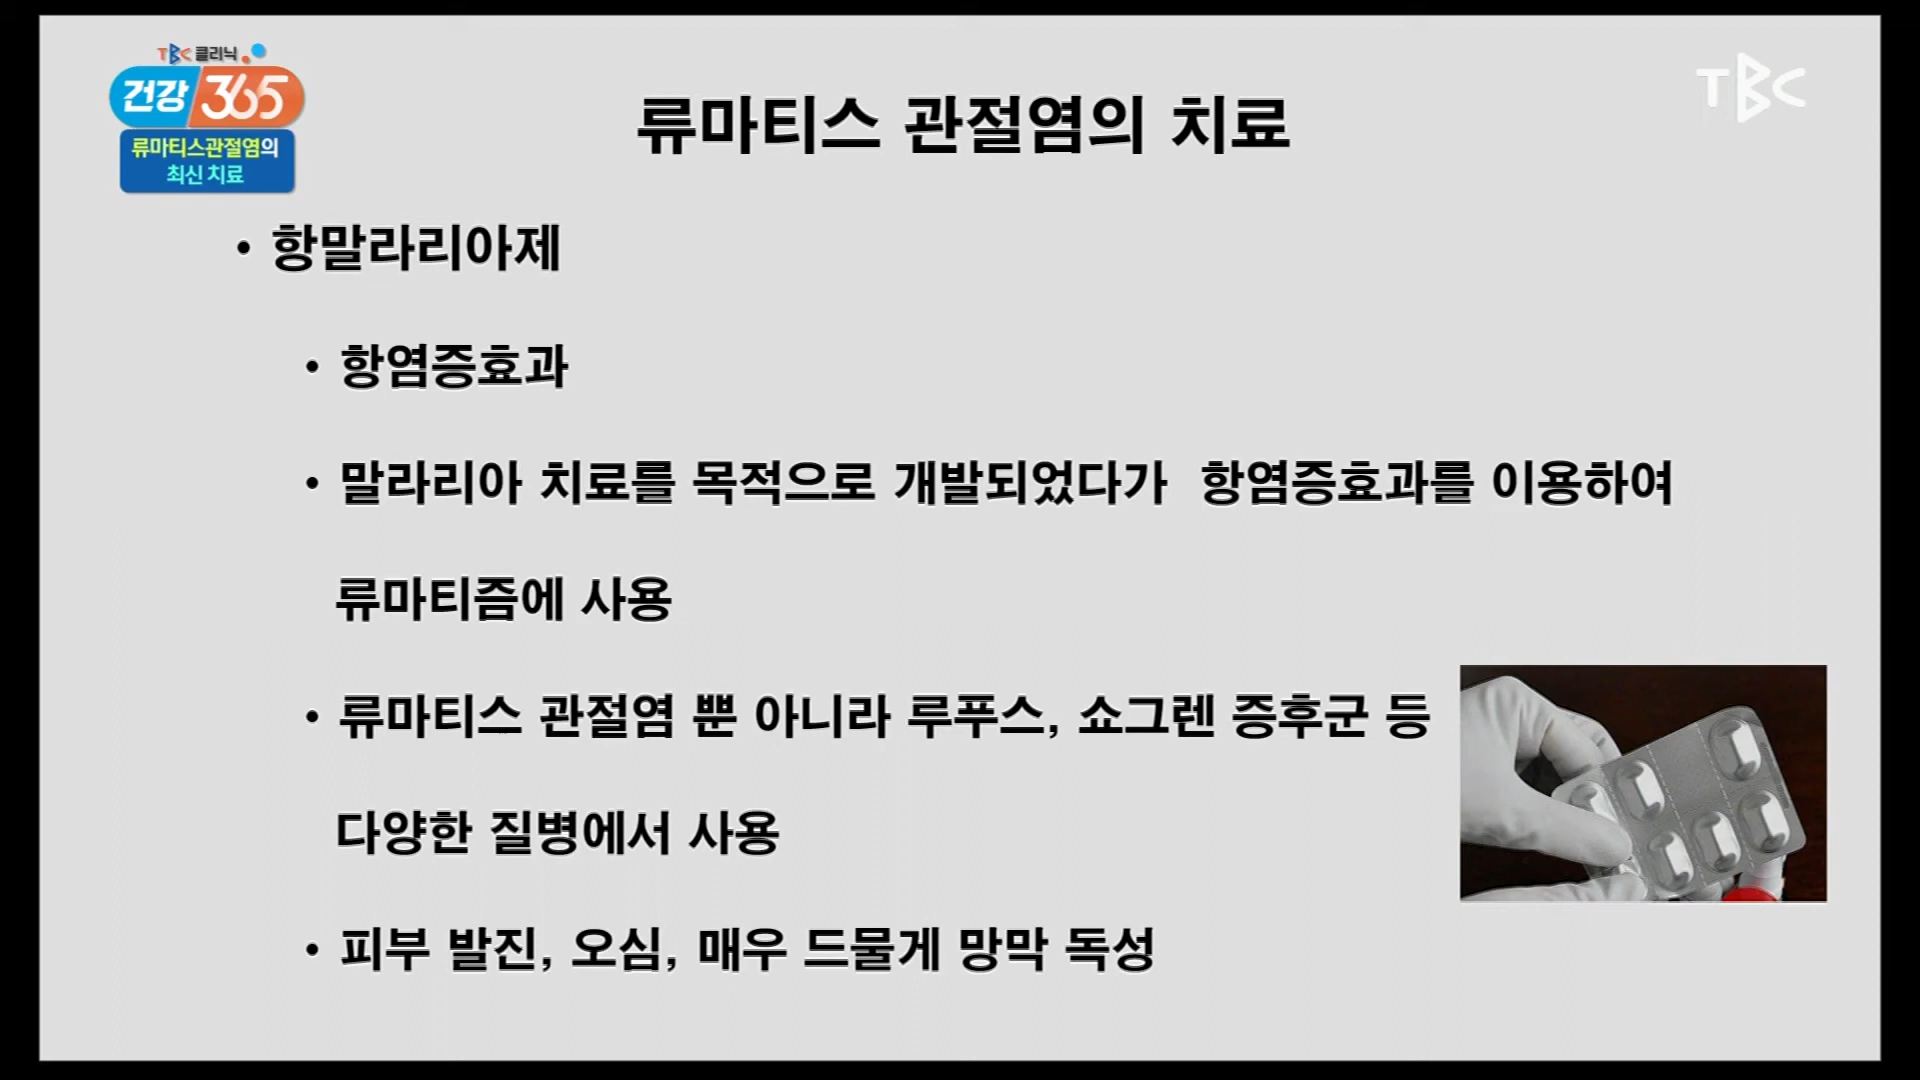 TBC 클리닉
건강 365
류마티스관절염의
최신 치료
TBC
류마티스 관절염의 치료
• 항말라리아제
• 항염증효과
• 말라리아 치료를 목적으로 개발되었다가 항염증효과를 이용하여
류마티즘에 사용
• 류마티스 관절염 뿐 아니라 루푸스, 쇼그렌 증후군 등
다양한 질병에서 사용
• 피부 발진, 오심, 매우 드물게 망막 독성